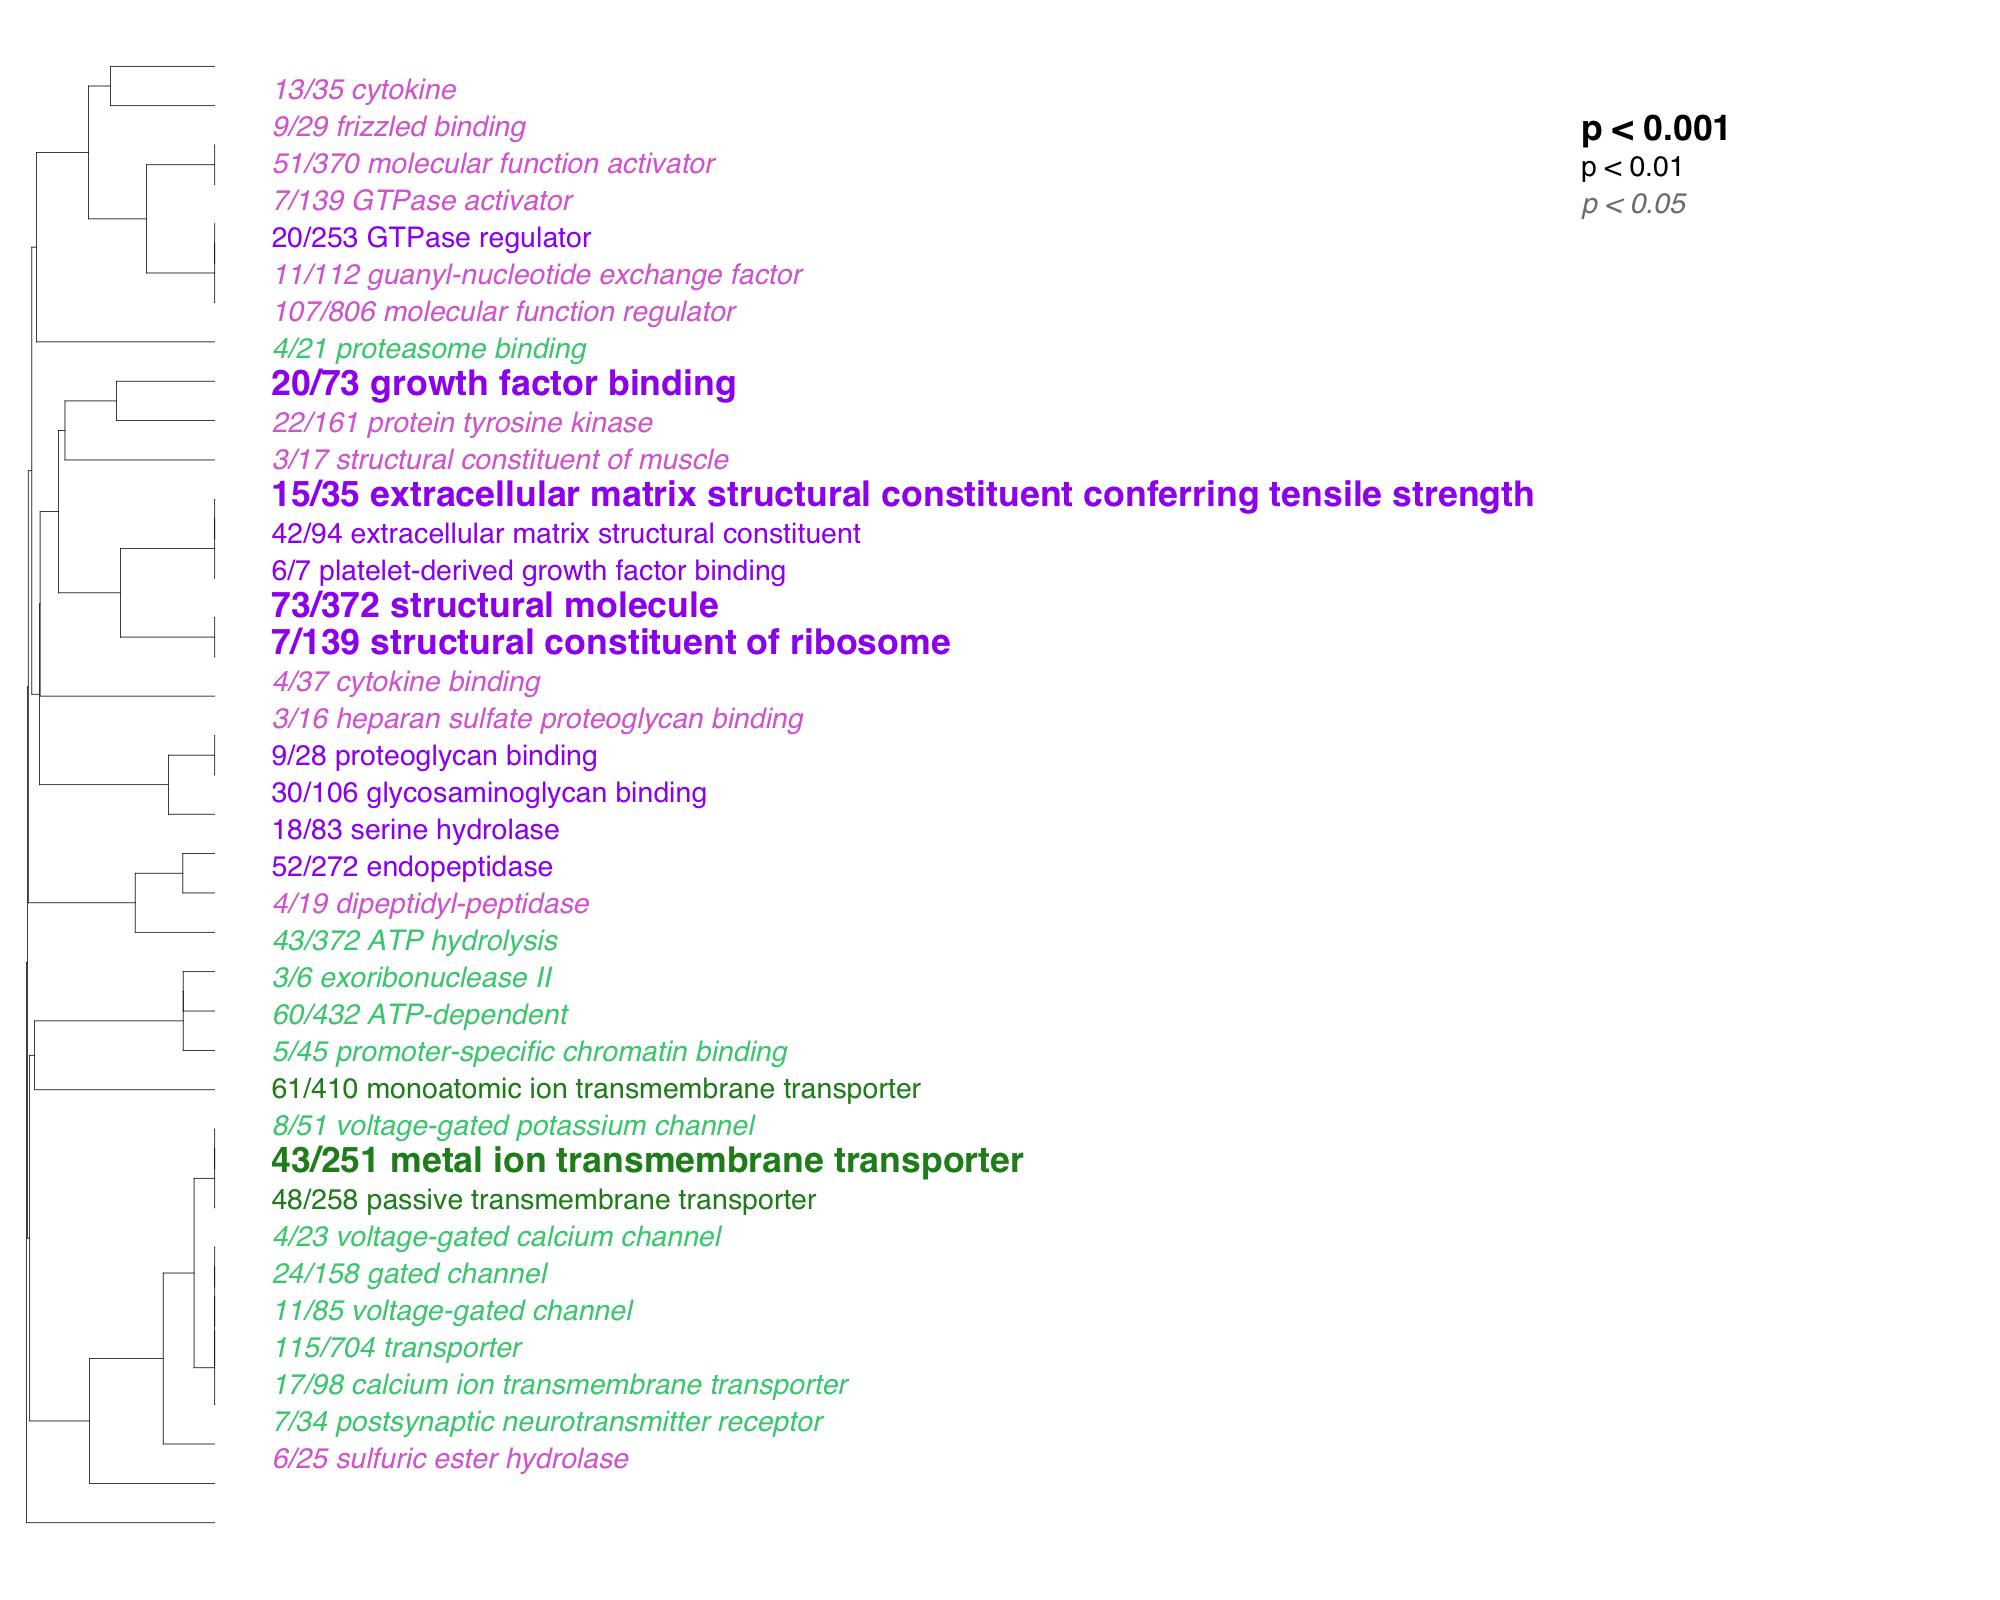 13/35 cytokine
9/29 frizzled binding
51/370 molecular function activator
7/139 GTPase activator
20/253 GTPase regulator
11/112 guanyl-nucleotide exchange factor
107/806 molecular function regulator
4/21 proteasome binding
20/73 growth factor binding
22/161 protein tyrosine kinase
3/17 structural constituent of muscle
15/35 extracellular matrix structural constituent conferring tensile strength
42/94 extracellular matrix structural constituent
6/7 platelet-derived growth factor binding
73/372 structural molecule
7/139 structural constituent of ribosome
4/37 cytokine binding
3/16 heparan sulfate proteoglycan binding
9/28 proteoglycan binding
30/106 glycosaminoglycan binding
18/83 serine hydrolase
52/272 endopeptidase
4/19 dipeptidyl-peptidase
43/372 ATP hydrolysis
3/6 exoribonuclease II
60/432 ATP-dependent
5/45 promoter-specific chromatin binding
61/410 monoatomic ion transmembrane transporter
8/51 voltage-gated potassium channel
43/251 metal ion transmembrane transporter
48/258 passive transmembrane transporter
4/23 voltage-gated calcium channel
24/158 gated channel
11/85 voltage-gated channel
115/704 transporter
17/98 calcium ion transmembrane transporter
7/34 postsynaptic neurotransmitter receptor
6/25 sulfuric ester hydrolase
p < 0.001
p < 0.01
p < 0.05